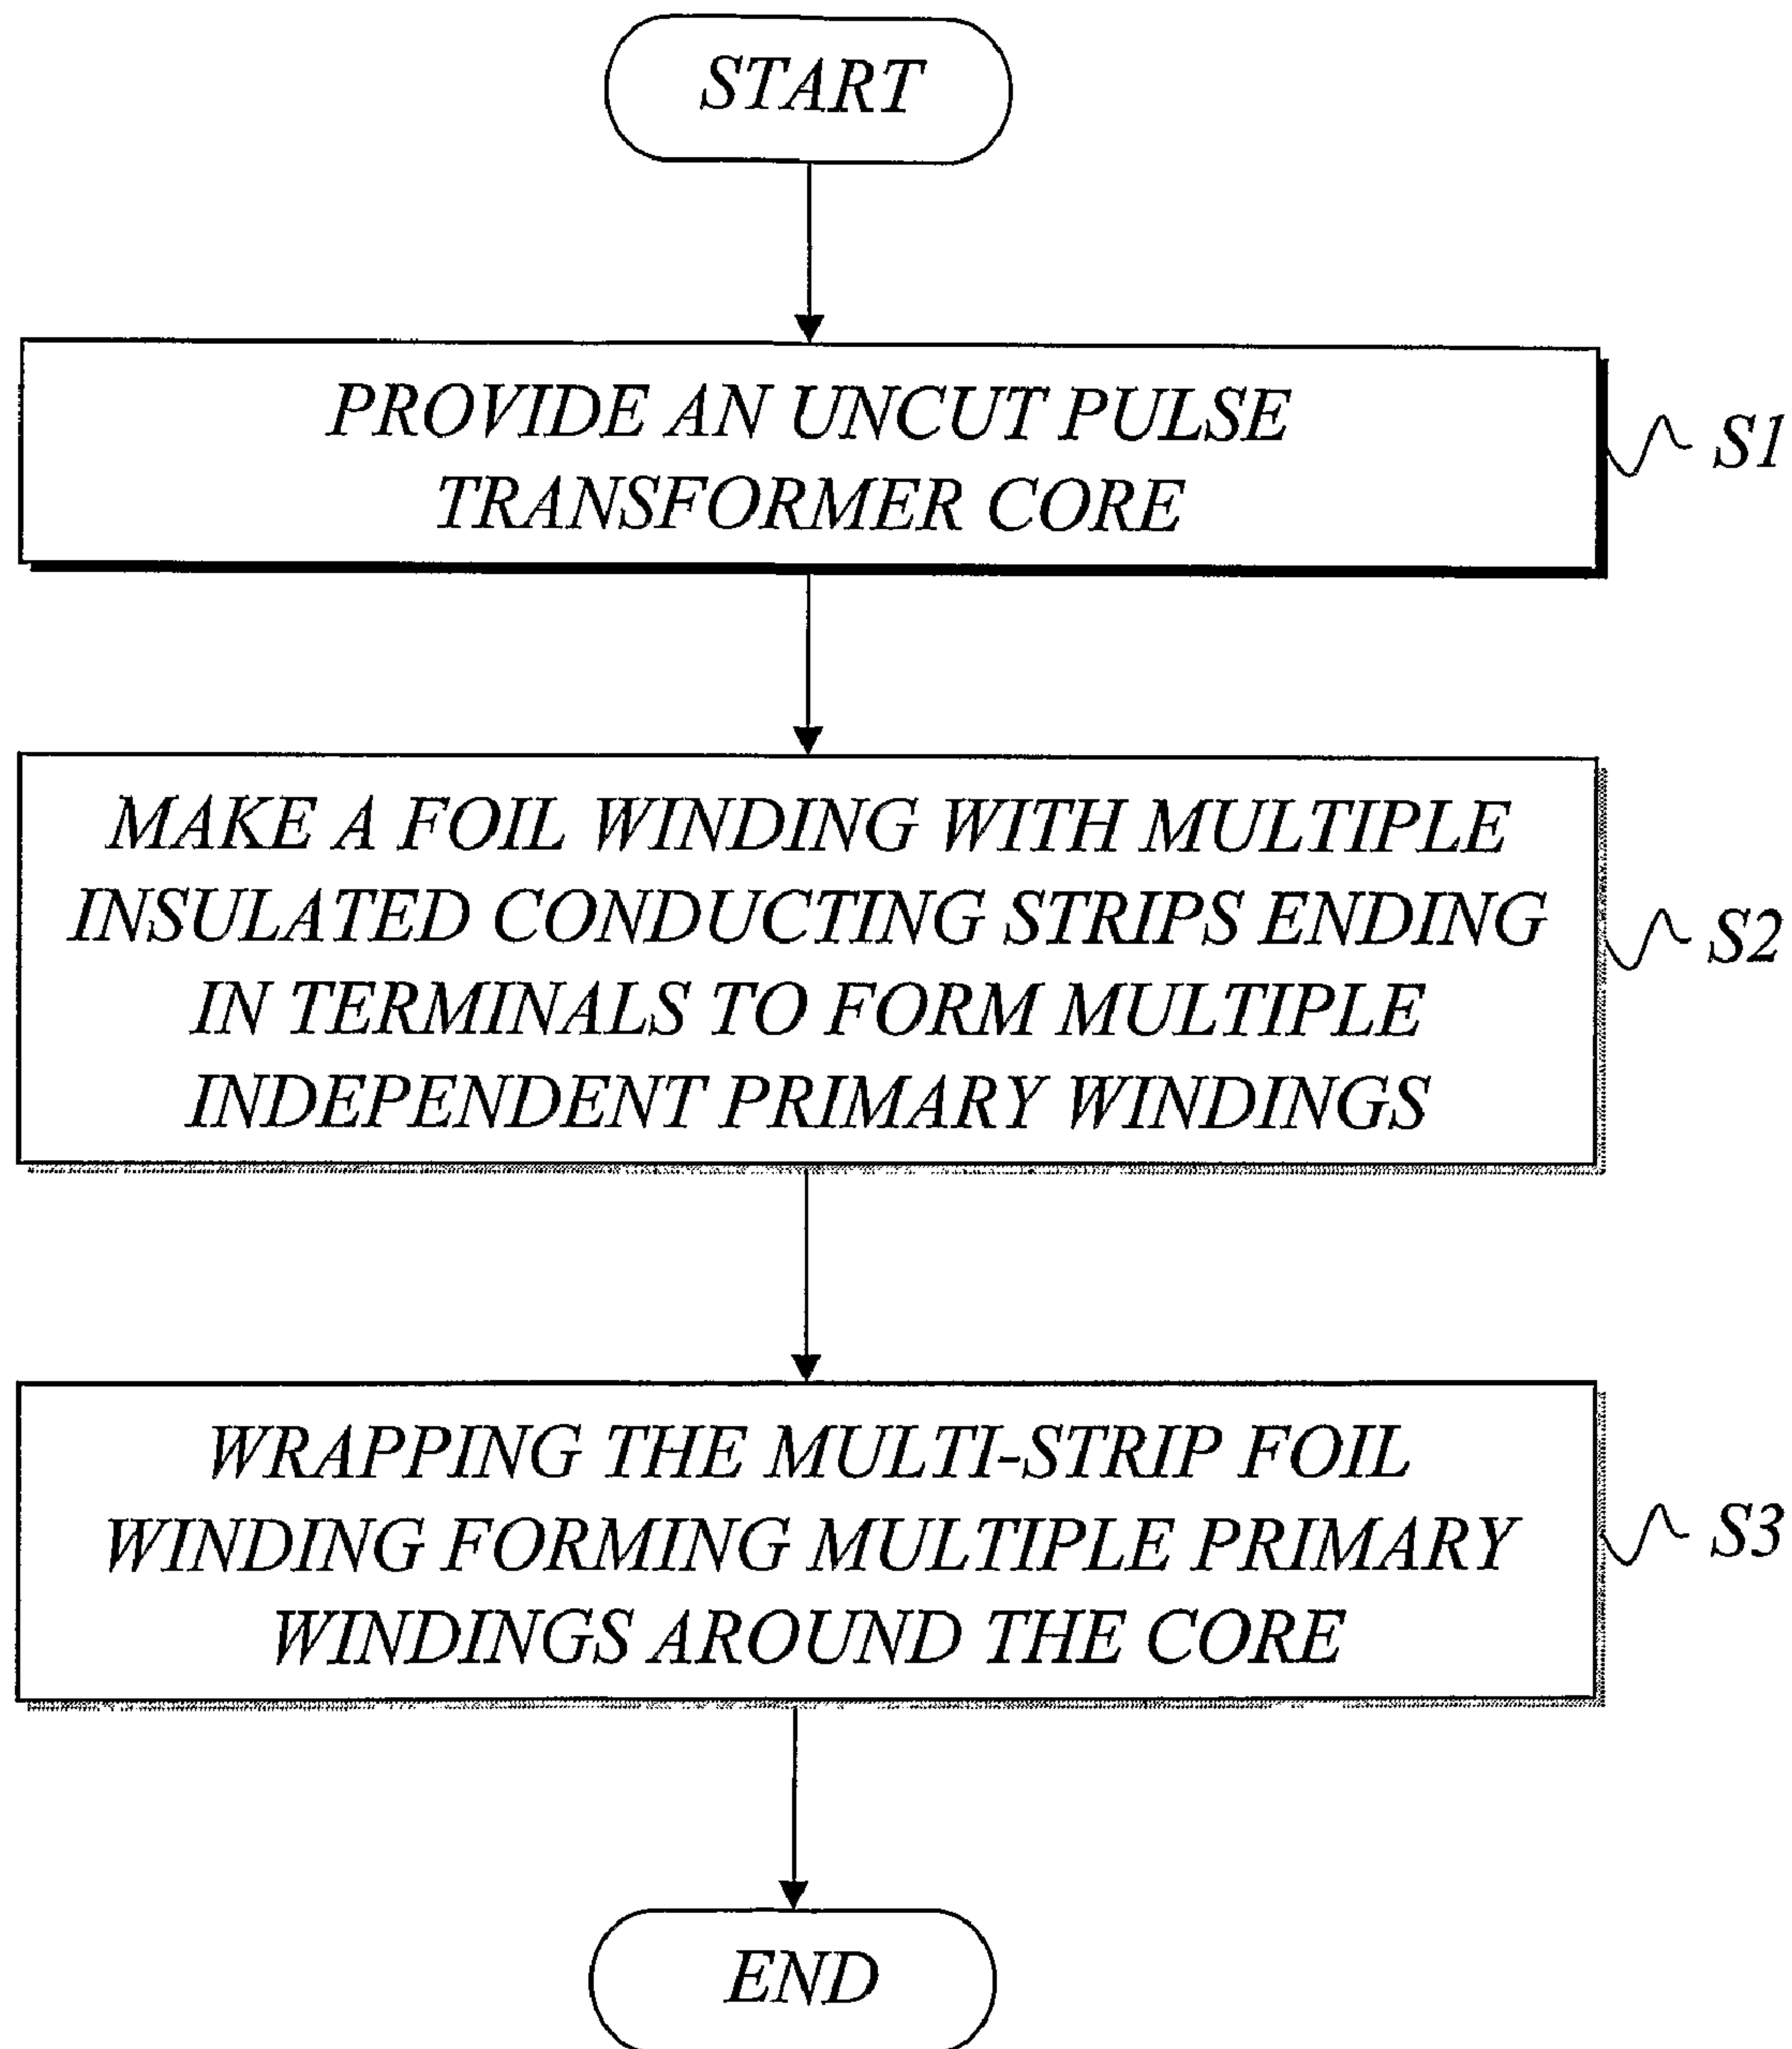 START
PROVIDE AN UNCUT PULSE
TRANSFORMER CORE
S1
MAKE A FOIL WINDING WITH MULTIPLE
INSULATED CONDUCTING STRIPS ENDING
IN TERMINALS TO FORM MULTIPLE
INDEPENDENT PRIMARY WINDINGS
S2
WRAPPING THE MULTI-STRIP FOIL
WINDING FORMING MULTIPLE PRIMARY
WINDINGS AROUND THE CORE
S3
END